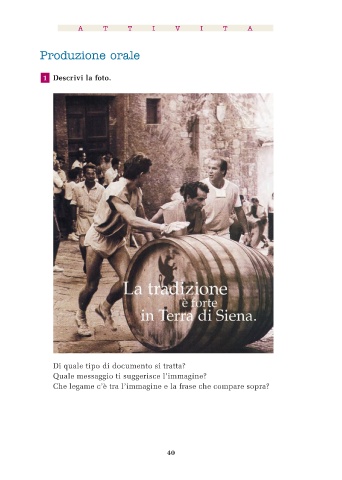 ATTIVITA
Produzione orale
1 Descrivi la foto.
La tradizione
è forte
in Terra di Siena.
Di quale tipo di documento si tratta?
Quale messaggio ti suggerisce l'immagine?
Che legame c'è tra l'immagine e la frase che compare sopra?
40